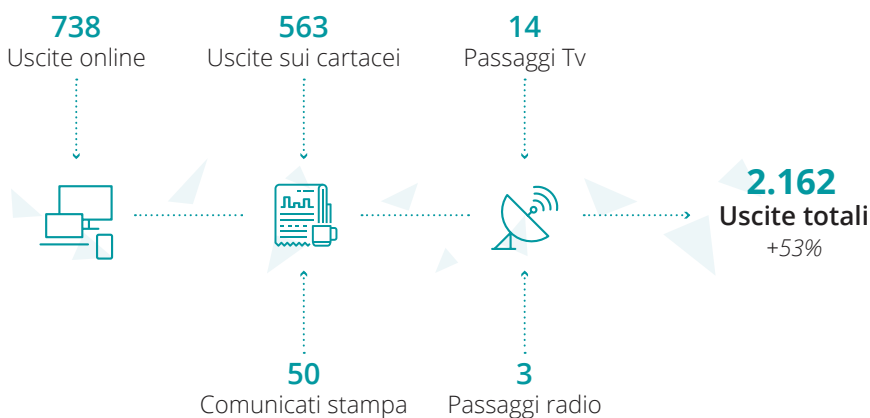 738
Uscite online
563
Uscite sui cartacei
14
Passaggi Tv
2.162
Uscite totali
+53%
50
Comunicati stampa
3
Passaggi radio